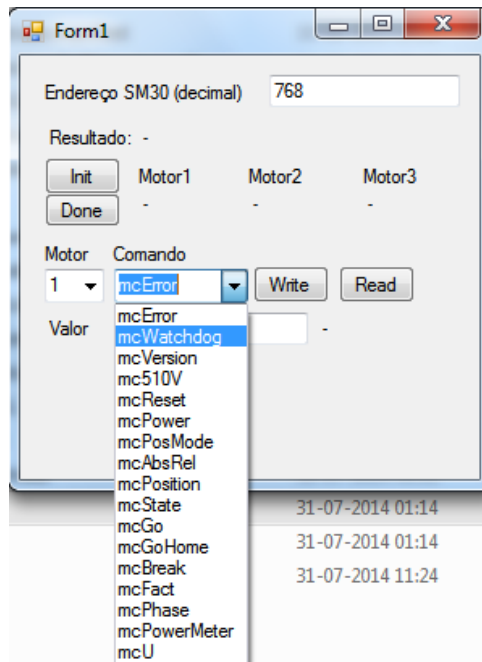 Form1
Endereço SM30 (decimal) 768
Resultado: -
Init Motor1 Motor2 Motor3
Done - - -
Motor Comando
1 mcError Write Read
mcError
Valor -
mcWatchdog
mcVersion
mc510V
mcReset
mcPower
mcPosMode
mcAbsRel
mcPosition
mcState 31-07-2014 01:14
mcGo
mcGoHome 31-07-2014 01:14
mcBreak 31-07-2014 11:24
mcFact
mcPhase
mcPowerMeter
mcU